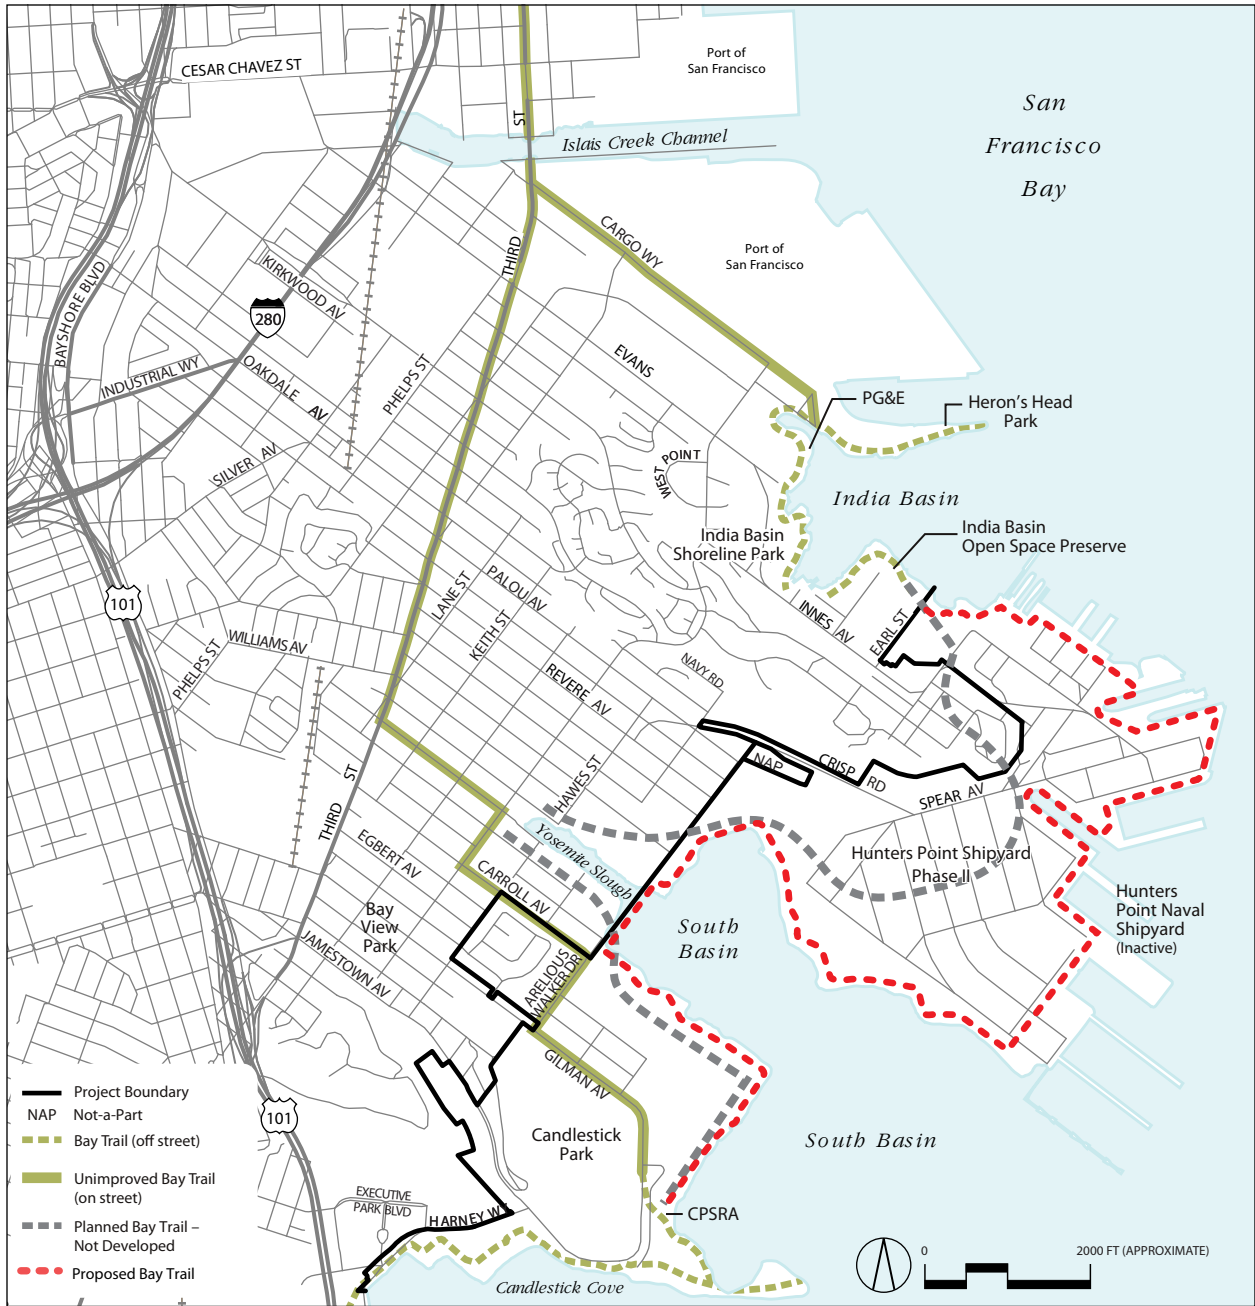 Port of
San Francisco
San
Francisco
Bay
CESAR CHAVEZ ST
ST
Islais Creek Channel
CARGO WY
Port of
San Francisco
THIRD
KIRKWOOD AV
BAYSHORE BLVD
280
INDUSTRIAL WY
OAKDALE AV
PHELPS ST
EVANS
PG&E
Heron's Head
Park
SILVER AV
WEST POINT
India Basin
India Basin
Shoreline Park
India Basin
Open Space Preserve
101
LANE ST
PALOU AV
KEITH ST
INNES AV
EARL ST
PHELPS ST
WILLIAMS AV
REVERE AV
NAVY RD
THIRD ST
HAWES ST
NAP
CRISP RD
SPEAR AV
EGBERT AV
Yosemite Slough
CARROLL AV
Hunters Point Shipyard
Phase II
Hunters
Point Naval
Shipyard
(Inactive)
Bay
View
Park
South
Basin
JAMESTOWN AV
ARELIOUS
WALKER DR
GILMAN AV
Candlestick
Park
South Basin
101
EXECUTIVE
PARK BLVD
HARNEY W
CPSRA
Candlestick Cove
Project Boundary
NAP Not-a-Part
Bay Trail (off street)
Unimproved Bay Trail
(on street)
Planned Bay Trail –
Not Developed
Proposed Bay Trail
0 2000 FT (APPROXIMATE)